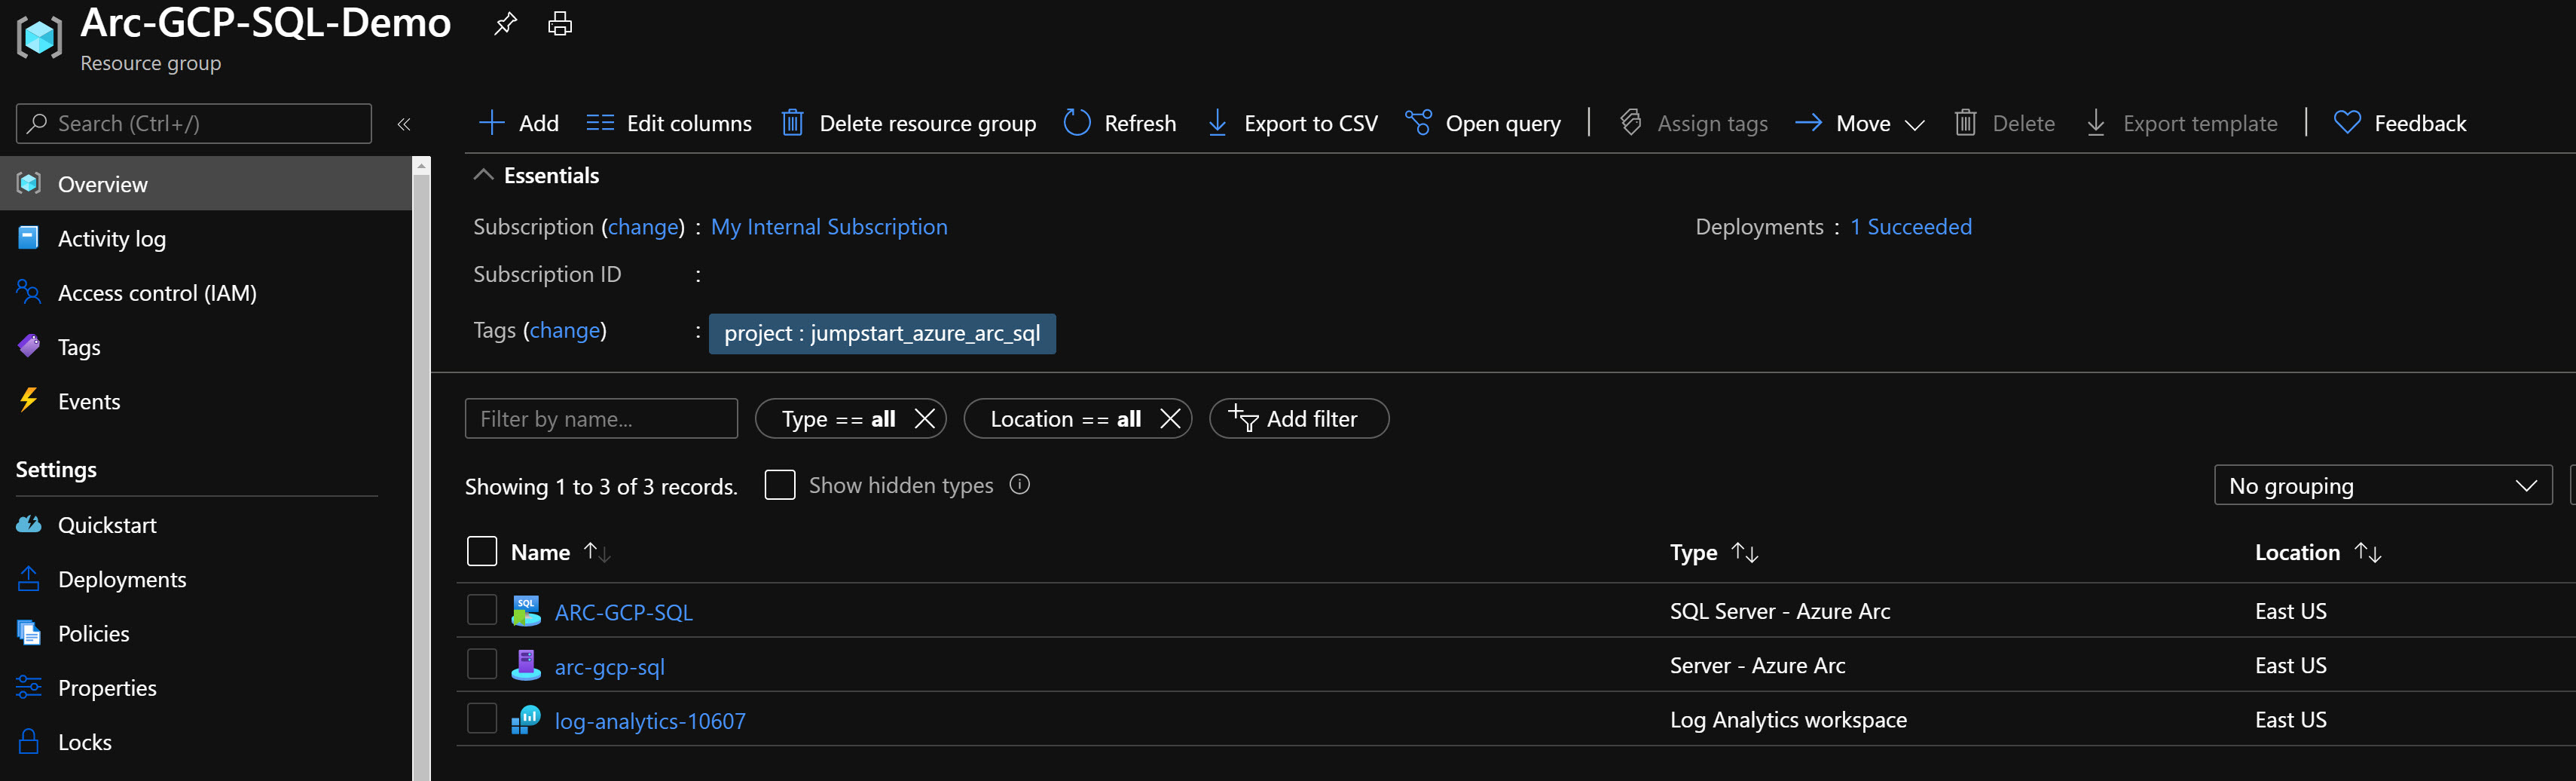 Arc-GCP-SQL-Demo
Resource group
Search (Ctrl+/)
«
Overview
Activity log
Access control (IAM)
Tags
Events
Settings
Quickstart
Deployments
Policies
Properties
Locks
Add Edit columns Delete resource group Refresh Export to CSV Open query Assign tags Move Delete Export template Feedback
Essentials
Subscription (change) : My Internal Subscription
Deployments : 1 Succeeded
Subscription ID :
Tags (change) : project : jumpstart_azure_arc_sql
Filter by name... Type == all Location == all Add filter
Showing 1 to 3 of 3 records. Show hidden types No grouping
Name Type Location
SQL ARC-GCP-SQL SQL Server - Azure Arc East US
arc-gcp-sql Server - Azure Arc East US
log-analytics-10607 Log Analytics workspace East US